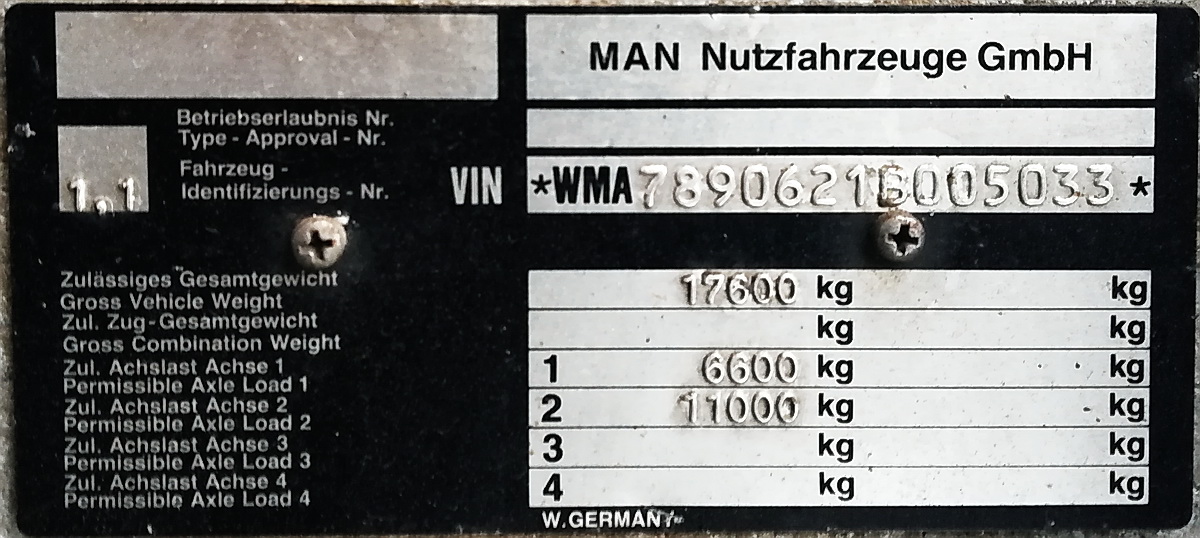 MAN Nutzfahrzeuge GmbH
Betriebserlaubnis Nr.
Type - Approval - Nr.
1.1
Fahrzeug -
Identifizierungs - Nr.
VIN *WMA7890621B005033*
Zulässiges Gesamtgewicht
Gross Vehicle Weight
17600 kg kg
Zul. Zug-Gesamtgewicht
Gross Combination Weight
kg kg
Zul. Achslast Achse 1
Permissible Axle Load 1
1 6600 kg kg
Zul. Achslast Achse 2
Permissible Axle Load 2
2 11000 kg kg
Zul. Achslast Achse 3
Permissible Axle Load 3
3 kg kg
Zul. Achslast Achse 4
Permissible Axle Load 4
4 kg kg
W.GERMANY